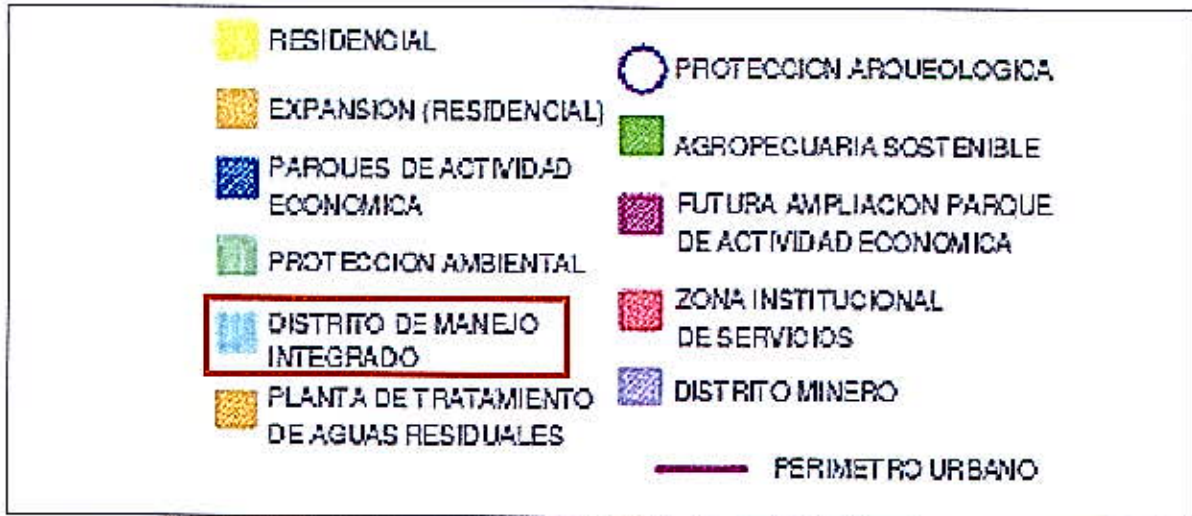 RESIDENCIAL
EXPANSION (RESIDENCIAL)
PARQUES DE ACTIVIDAD
ECONOMICA
PROTECCION AMBIENTAL
DISTRITO DE MANEJO
INTEGRADO
PLANTA DE TRATAMIENTO
DE AGUAS RESIDUALES
PROTECCION ARQUEOLOGICA
AGROPECUARIA SOSTENIBLE
FUTURA AMPLIACION PARQUE
DE ACTIVIDAD ECONOMICA
ZONA INSTITUCIONAL
DE SERVICIOS
DISTRITO MINERO
PERIMETRO URBANO